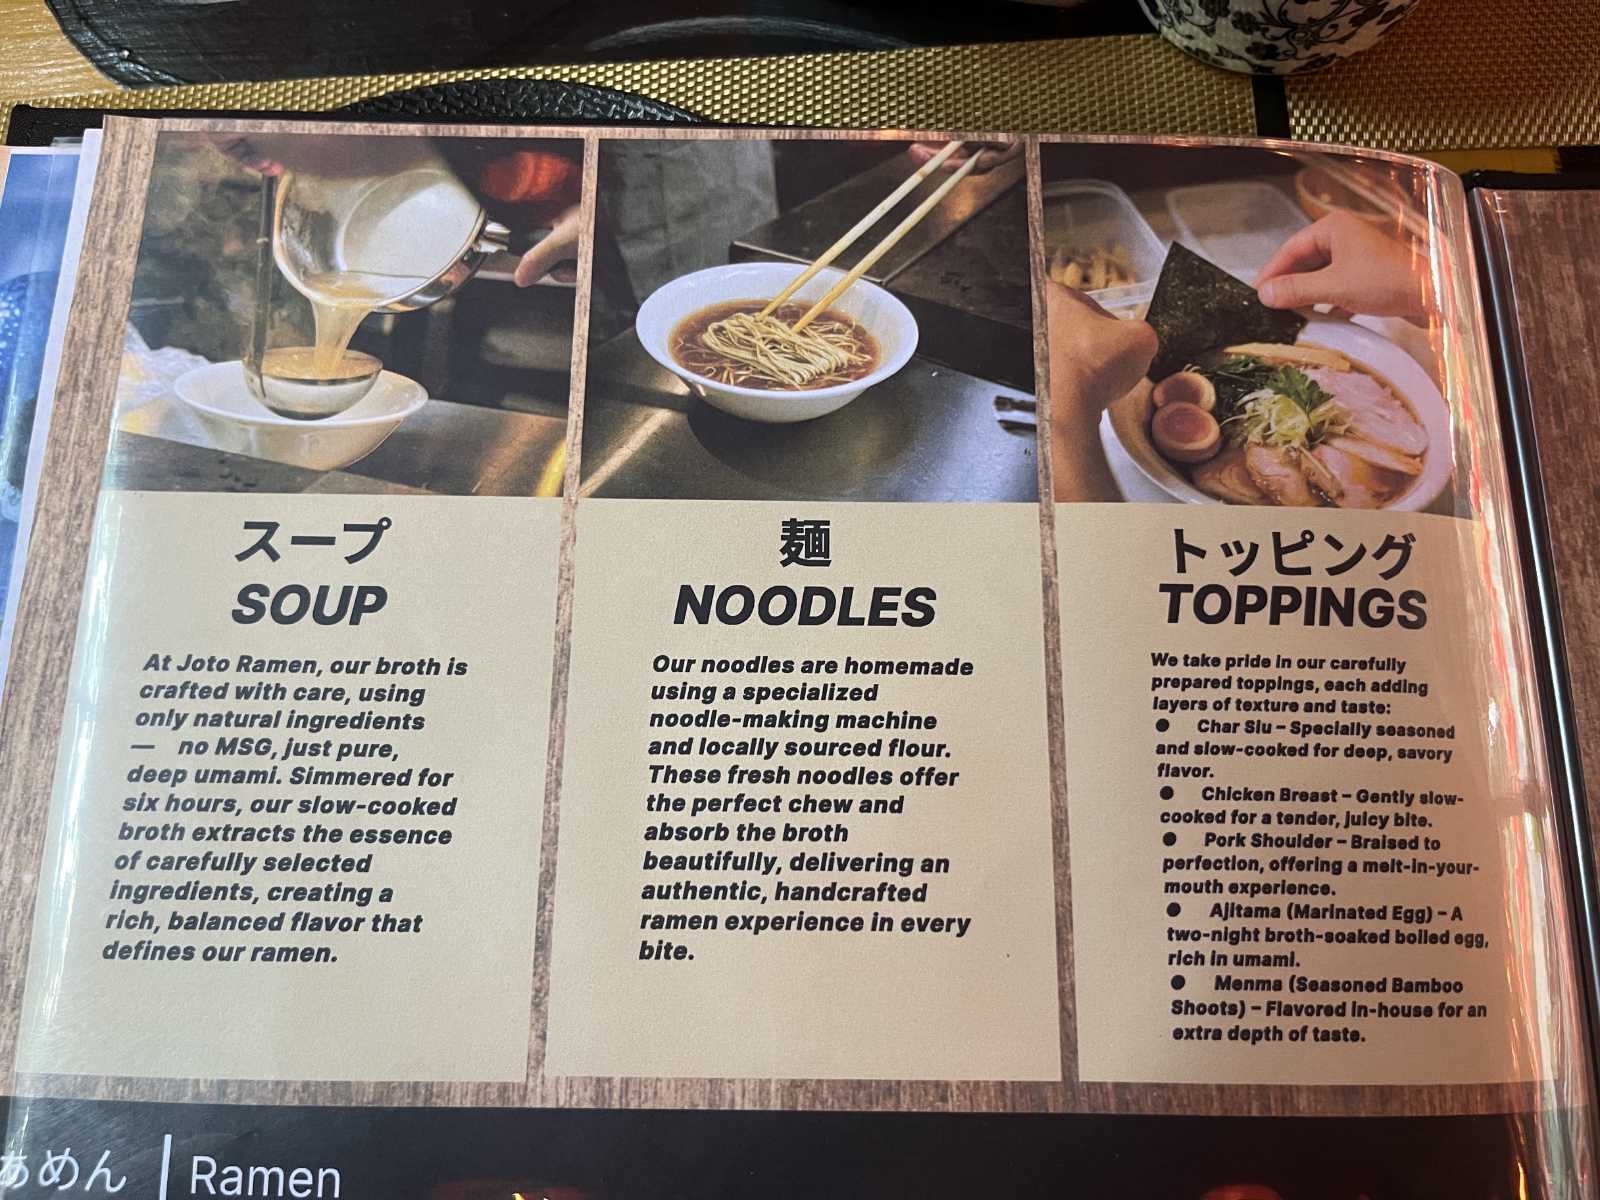 スープ
SOUP
At Joto Ramen, our broth is
crafted with care, using
only natural ingredients
— no MSG, just pure,
deep umami. Simmered for
six hours, our slow-cooked
broth extracts the essence
of carefully selected
ingredients, creating a
rich, balanced flavor that
defines our ramen.
麺
NOODLES
Our noodles are homemade
using a specialized
noodle-making machine
and locally sourced flour.
These fresh noodles offer
the perfect chew and
absorb the broth
beautifully, delivering an
authentic, handcrafted
ramen experience in every
bite.
トッピング
TOPPINGS
We take pride in our carefully
prepared toppings, each adding
layers of texture and taste:
● Char Siu – Specially seasoned
and slow-cooked for deep, savory
flavor.
● Chicken Breast – Gently slow-
cooked for a tender, juicy bite.
● Pork Shoulder – Braised to
perfection, offering a melt-in-your-
mouth experience.
● Ajitama (Marinated Egg) – A
two-night broth-soaked boiled egg,
rich in umami.
● Menma (Seasoned Bamboo
Shoots) – Flavored in-house for an
extra depth of taste.
ぁめん | Ramen